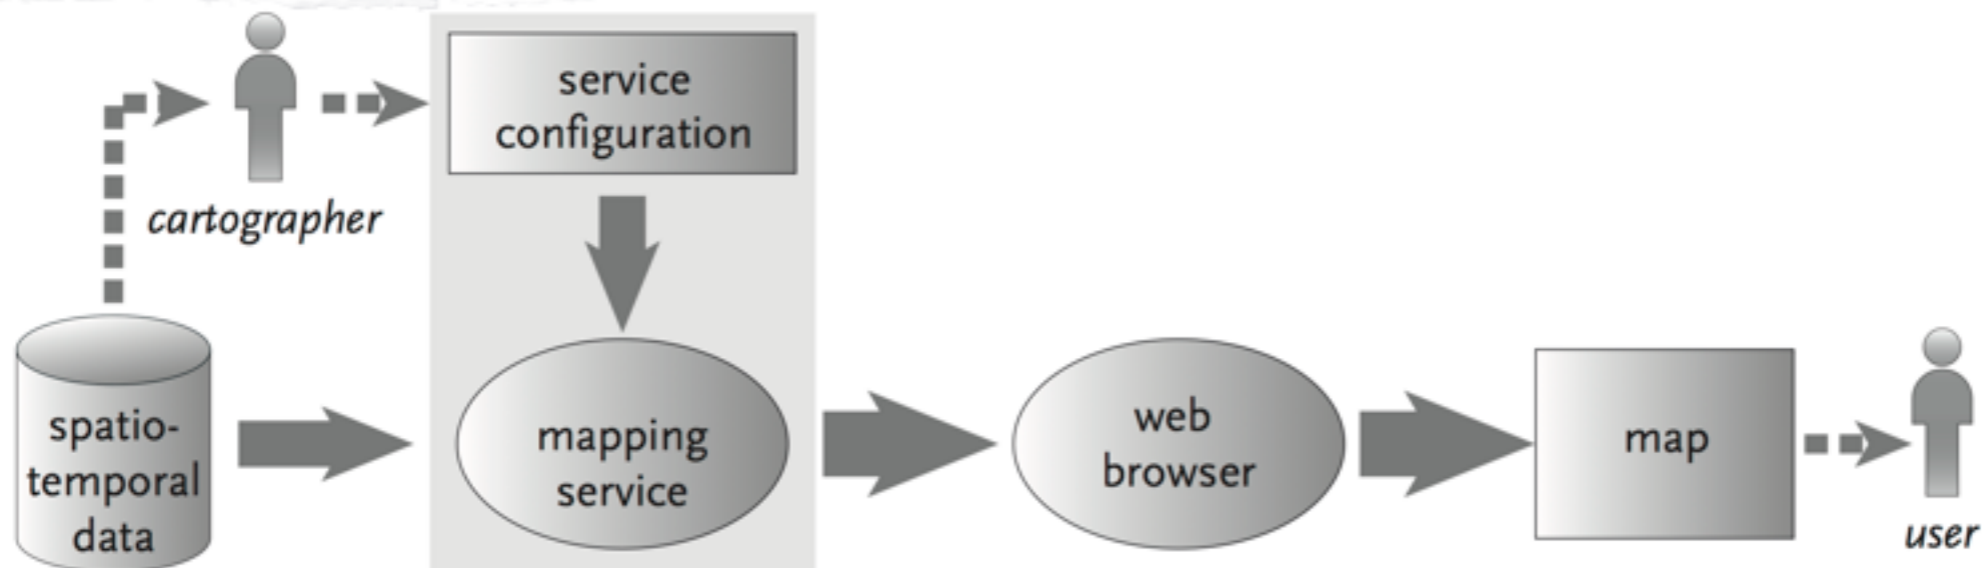 service
configuration
cartographer
spatio-
temporal
data
mapping
service
web
browser
map
user